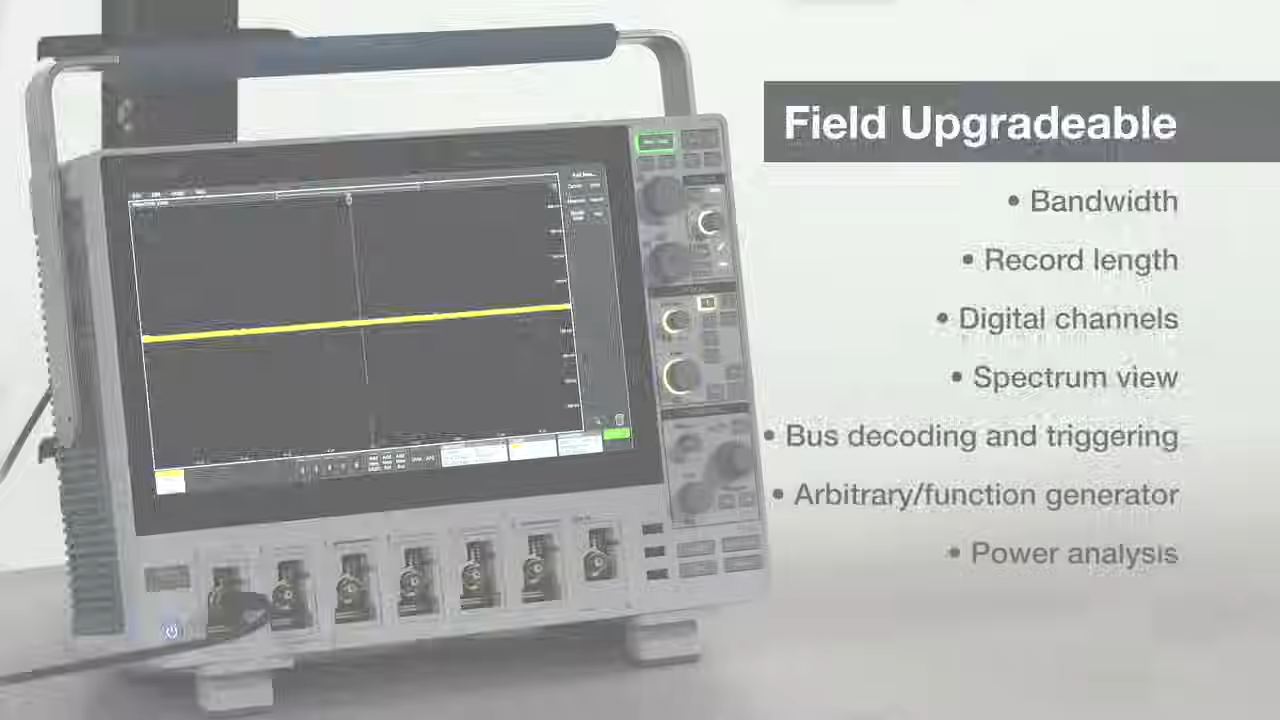 Field Upgradeable
• Bandwidth
• Record length
• Digital channels
• Spectrum view
• Bus decoding and triggering
• Arbitrary/function generator
• Power analysis